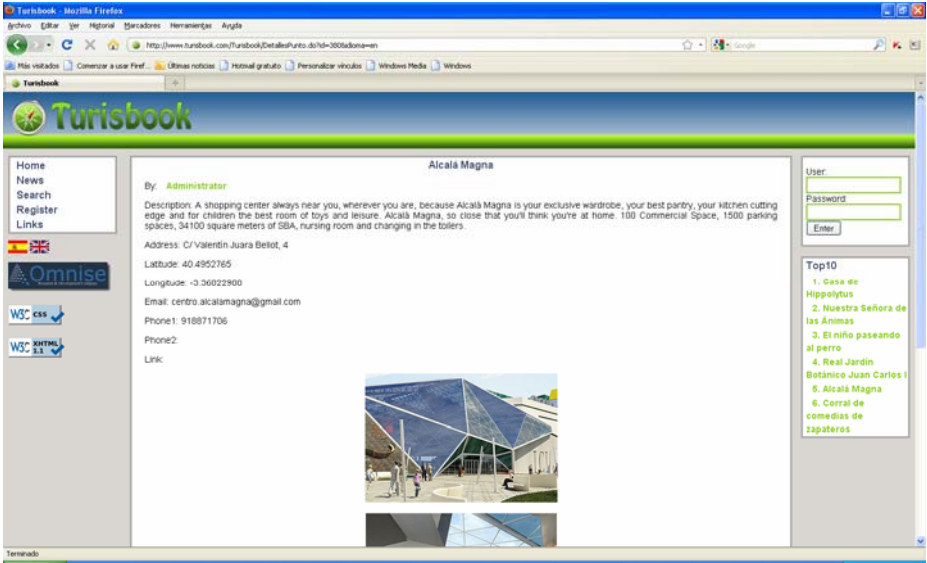 Turisbook - Mozilla Firefox
Archivo Editar Ver Historial Marcadores Herramientas Ayuda
http://www.turisbook.com/Turisbook/DetallesPunto.do?id=300&idioma=en
Google
Más visitados Comenzar a usar Firef... Últimas noticias Hotmail gratuito Personalizar vínculos Windows Media Windows
Turisbook
Turisbook
Home
News
Search
Register
Links
Omnise
W3C css
W3C XHTML 1.1
Alcalá Magna
By: Administrator
Description: A shopping center always near you, wherever you are, because Alcalá Magna is your exclusive wardrobe, your best pantry, your kitchen cutting
edge and for children the best room of toys and leisure. Alcalá Magna, so close that you'll think you're at home. 100 Commercial Space, 1500 parking
spaces, 34100 square meters of SBA, nursing room and changing in the toilers.
Address: C/ Valentín Juara Bellot, 4
Latitude: 40.4952765
Longitude: -3.36022900
Email: centro.alcalamagna@gmail.com
Phone1: 918871706
Phone2:
Link:
User:
Password:
Enter
Top10
1. Casa de
Hippolytus
2. Nuestra Señora de
las Ánimas
3. El niño paseando
al perro
4. Real Jardín
Botánico Juan Carlos I
5. Alcalá Magna
6. Corral de
comedias de
zapateros
Terminado